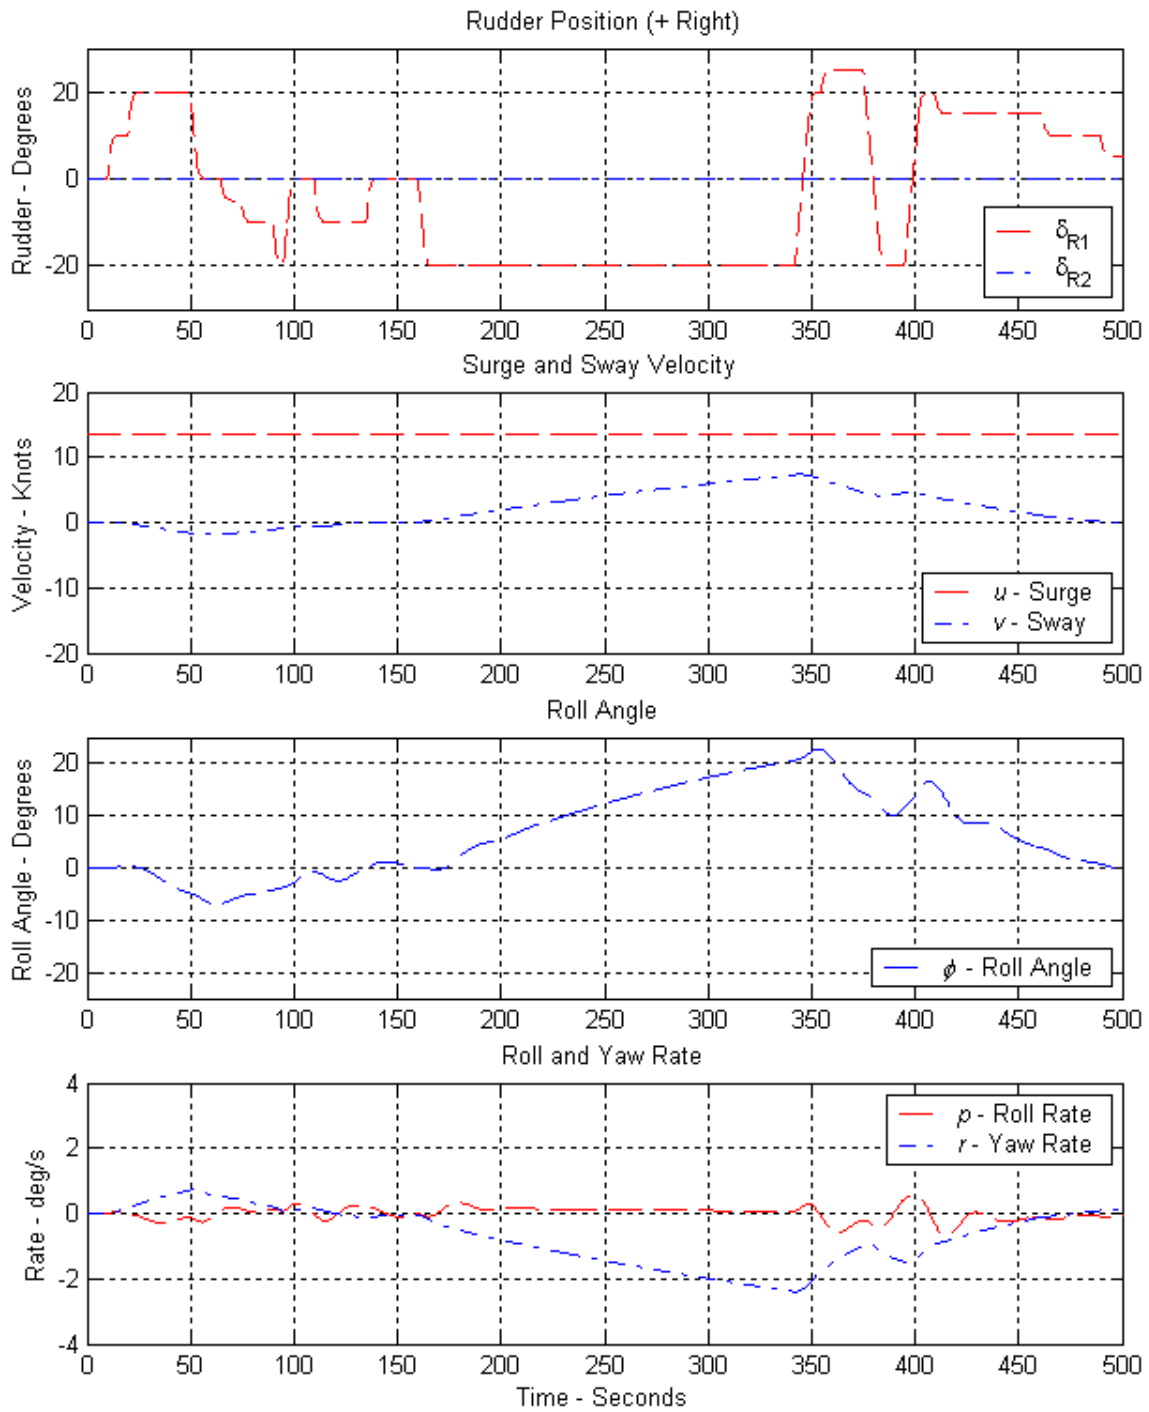 Rudder Position (+ Right)
Rudder - Degrees
20
0
-20
δR1
δR2
0 50 100 150 200 250 300 350 400 450 500
Surge and Sway Velocity
Velocity - Knots
20
10
0
-10
-20
u - Surge
v - Sway
0 50 100 150 200 250 300 350 400 450 500
Roll Angle
Roll Angle - Degrees
20
10
0
-10
-20
ϕ - Roll Angle
0 50 100 150 200 250 300 350 400 450 500
Roll and Yaw Rate
Rate - deg/s
4
2
0
-2
-4
p - Roll Rate
r - Yaw Rate
0 50 100 150 200 250 300 350 400 450 500
Time - Seconds